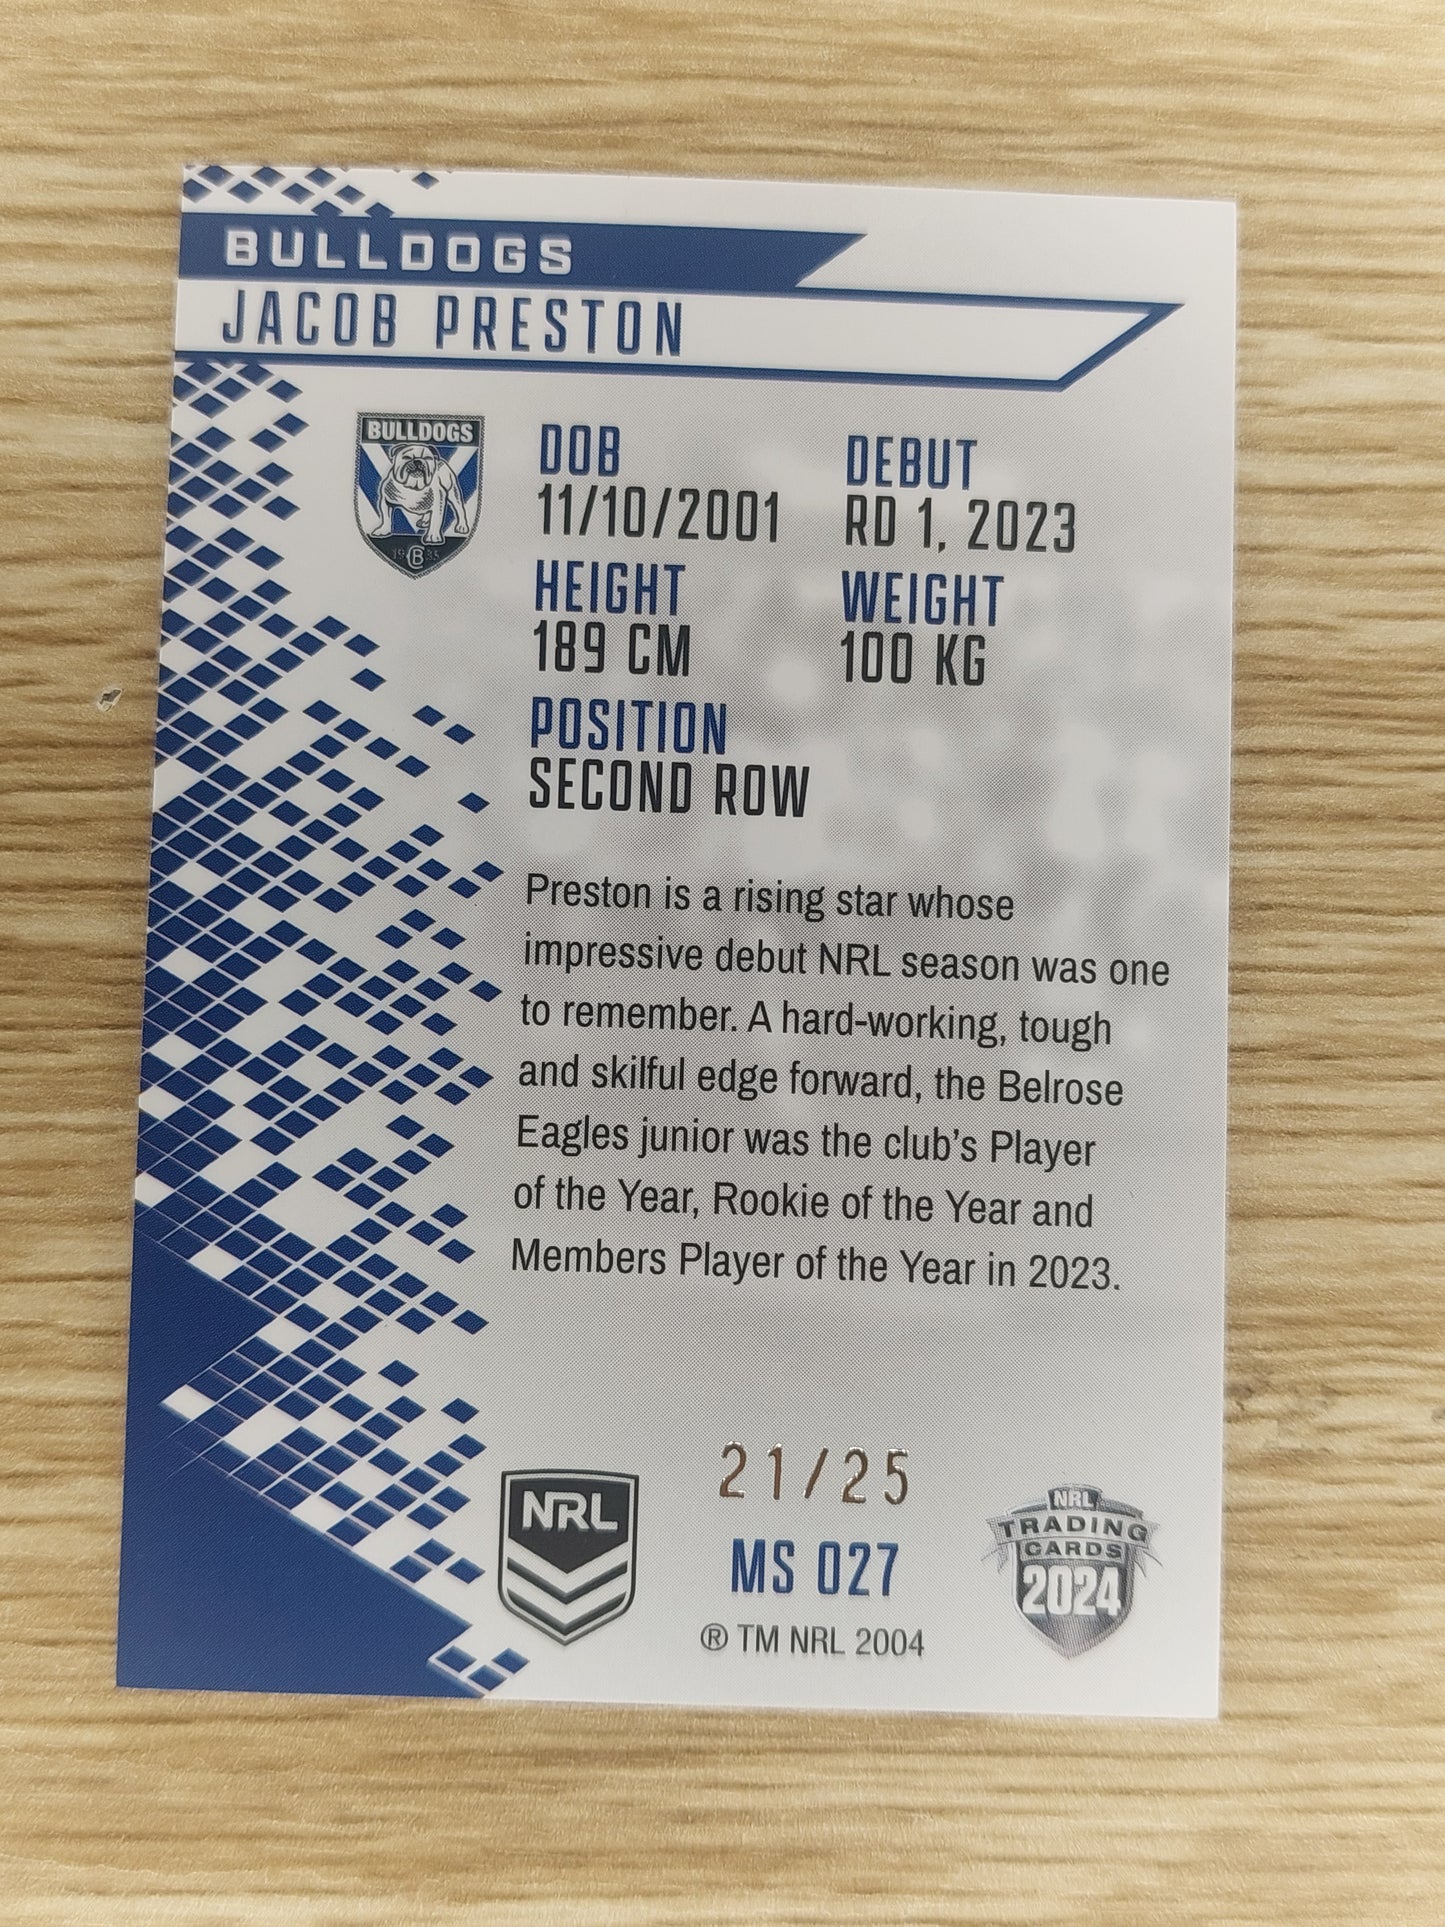 BULLDOGS
JACOB PRESTON
BULLDOGS
19 B 35
DOB
11/10/2001
DEBUT
RD 1, 2023
HEIGHT
189 CM
WEIGHT
100 KG
POSITION
SECOND ROW
Preston is a rising star whose
impressive debut NRL season was one
to remember. A hard-working, tough
and skilful edge forward, the Belrose
Eagles junior was the club's Player
of the Year, Rookie of the Year and
Members Player of the Year in 2023.
21/25
NRL
MS 027
® TM NRL 2004
NRL
TRADING
CARDS
2024